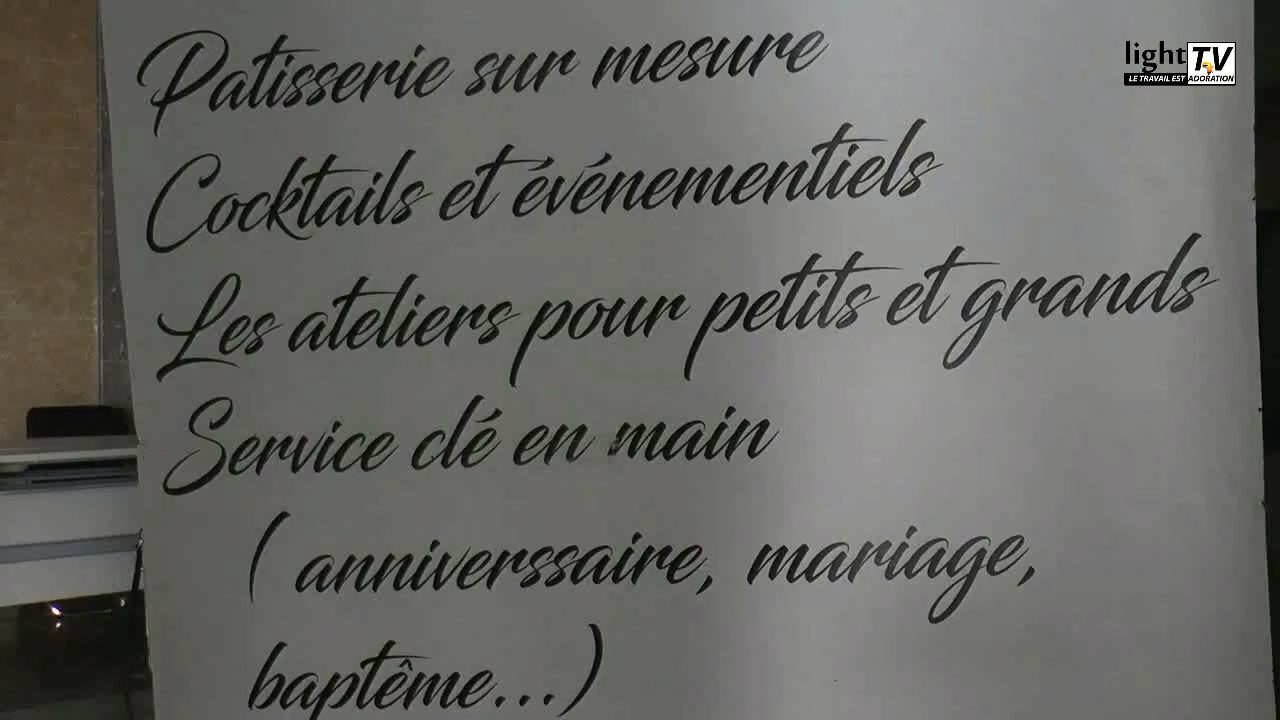 Patisserie sur mesure
Cocktails et événementiels
Les ateliers pour petits et grands
Service clé en main
( anniverssaire, mariage,
baptême...)
light TV
LE TRAVAIL EST ADORATION